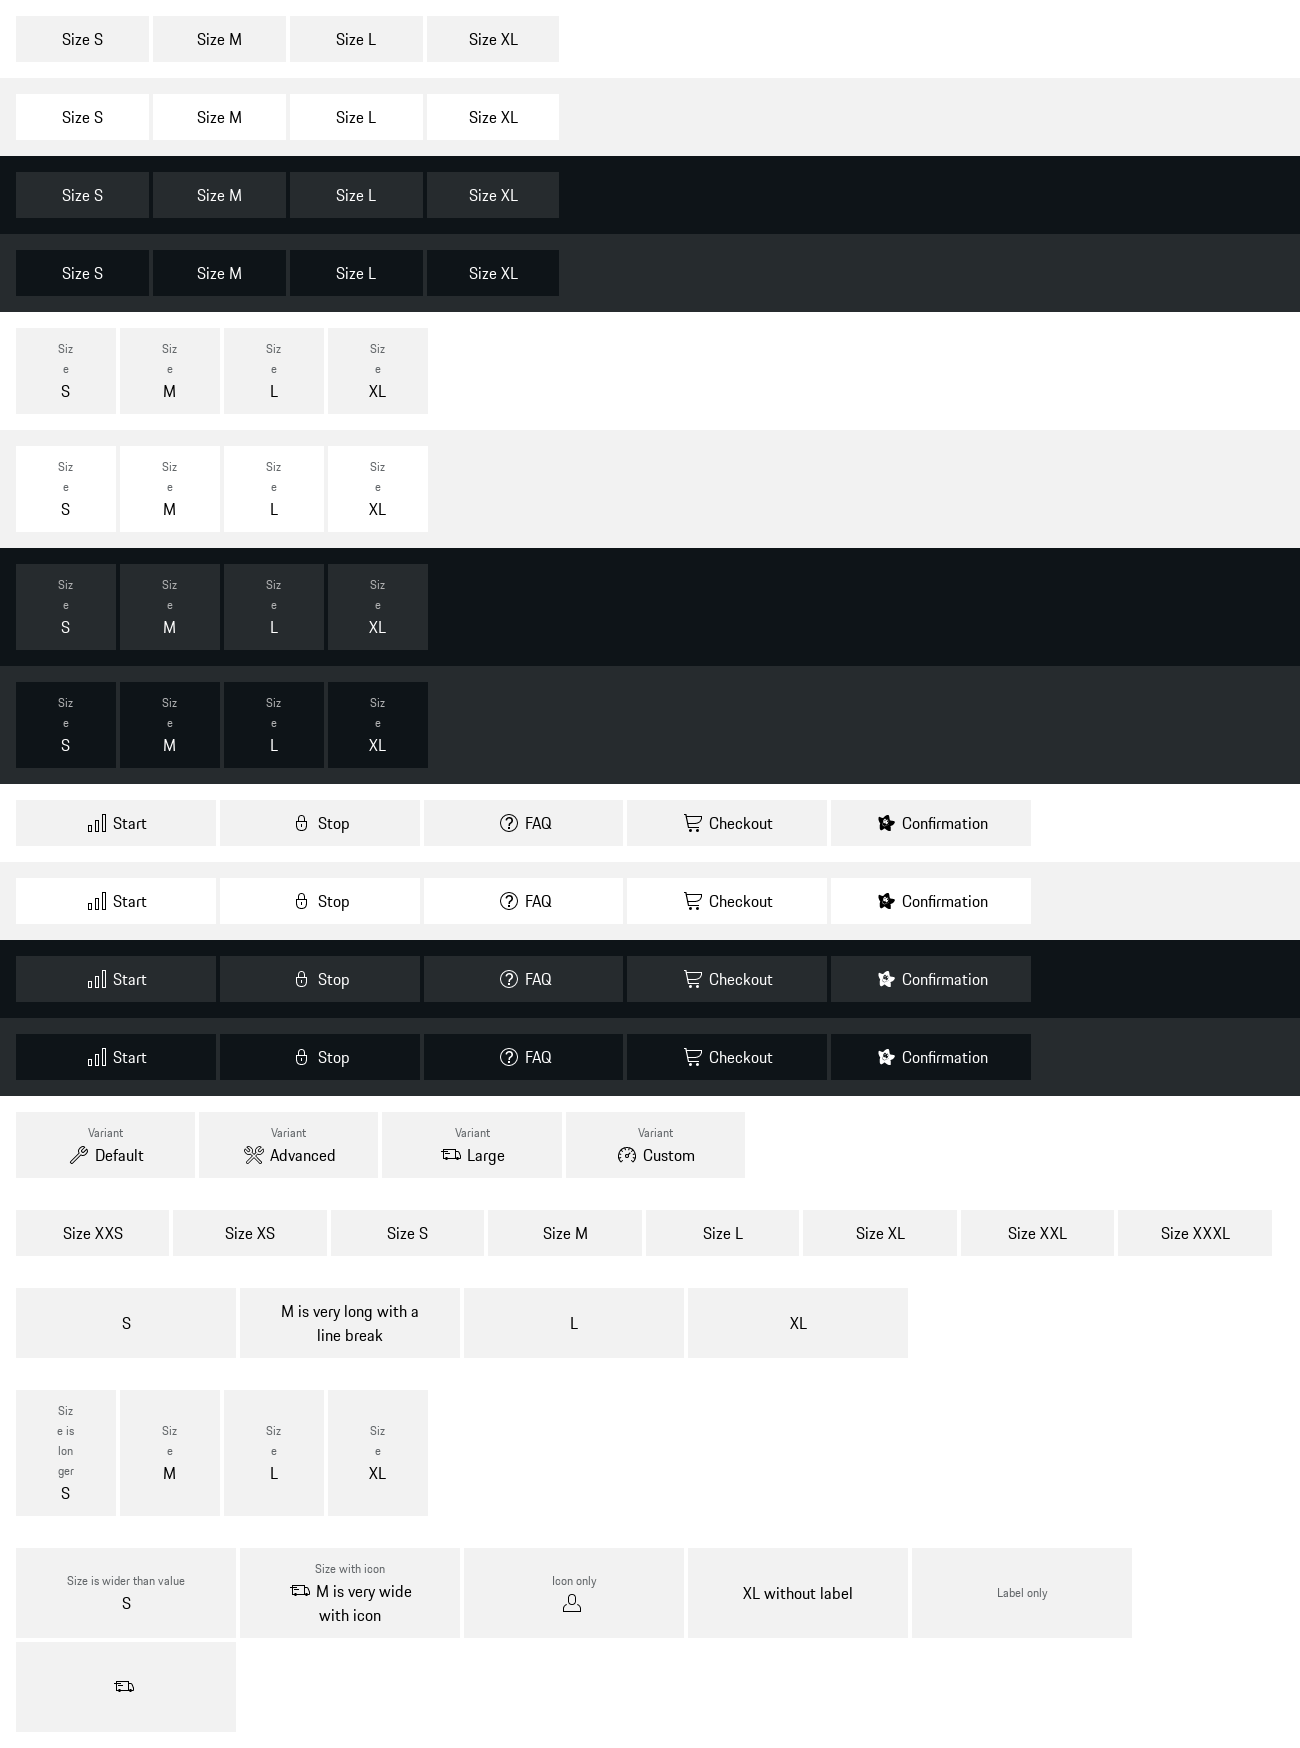 Size S Size M Size L Size XL
Size S Size M Size L Size XL
Size S Size M Size L Size XL
Size S Size M Size L Size XL
Siz Siz Siz Siz
e e e e
S M L XL
Siz Siz Siz Siz
e e e e
S M L XL
Siz Siz Siz Siz
e e e e
S M L XL
Siz Siz Siz Siz
e e e e
S M L XL
Start Stop FAQ Checkout Confirmation
Start Stop FAQ Checkout Confirmation
Start Stop FAQ Checkout Confirmation
Start Stop FAQ Checkout Confirmation
Variant Variant Variant Variant
Default Advanced Large Custom
Size XXS Size XS Size S Size M Size L Size XL Size XXL Size XXXL
S
M is very long with a
line break
L
XL
Siz
e is
lon
ger
S
Siz
e
M
Siz
e
L
Siz
e
XL
Size is wider than value
S
Size with icon
M is very wide
with icon
Icon only
XL without label
Label only